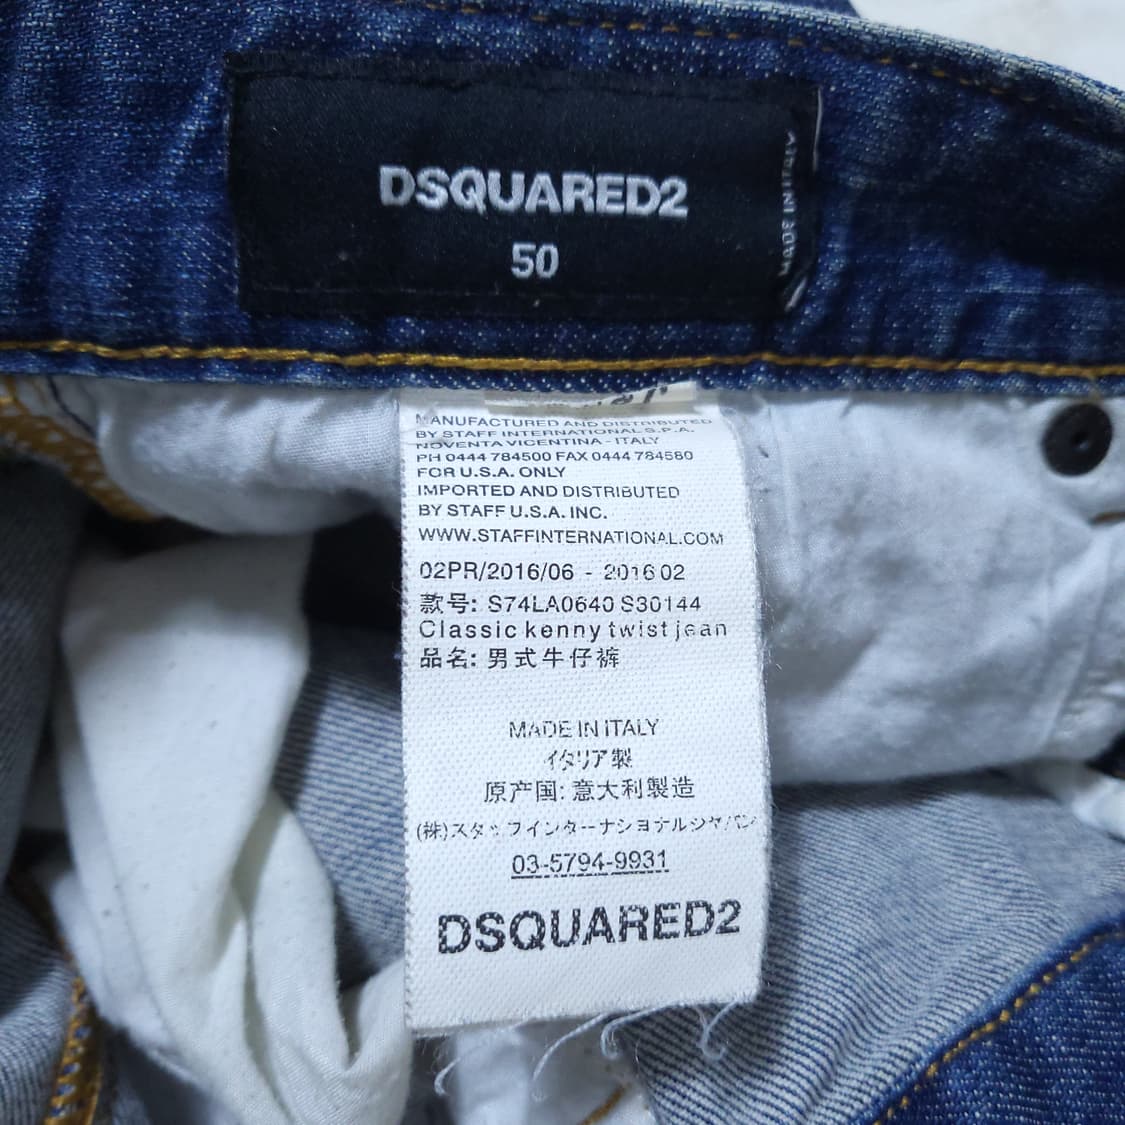 DSQUARED2
50
MADE IN ITALY
MANUFACTURED AND DISTRIBUTED
BY STAFF INTERNATIONAL S.P.A.
NOVENTA VICENTINA - ITALY
PH 0444 784500 FAX 0444 784580
FOR U.S.A. ONLY
IMPORTED AND DISTRIBUTED
BY STAFF U.S.A. INC.
WWW.STAFFINTERNATIONAL.COM
02PR/2016/06 - 2016 02
款号: S74LA0640 S30144
Classic kenny twist jean
品名: 男式牛仔裤
MADE IN ITALY
イタリア製
原产国: 意大利製造
(株)スタッフインターナショナルジャパン
03-5794-9931
DSQUARED2